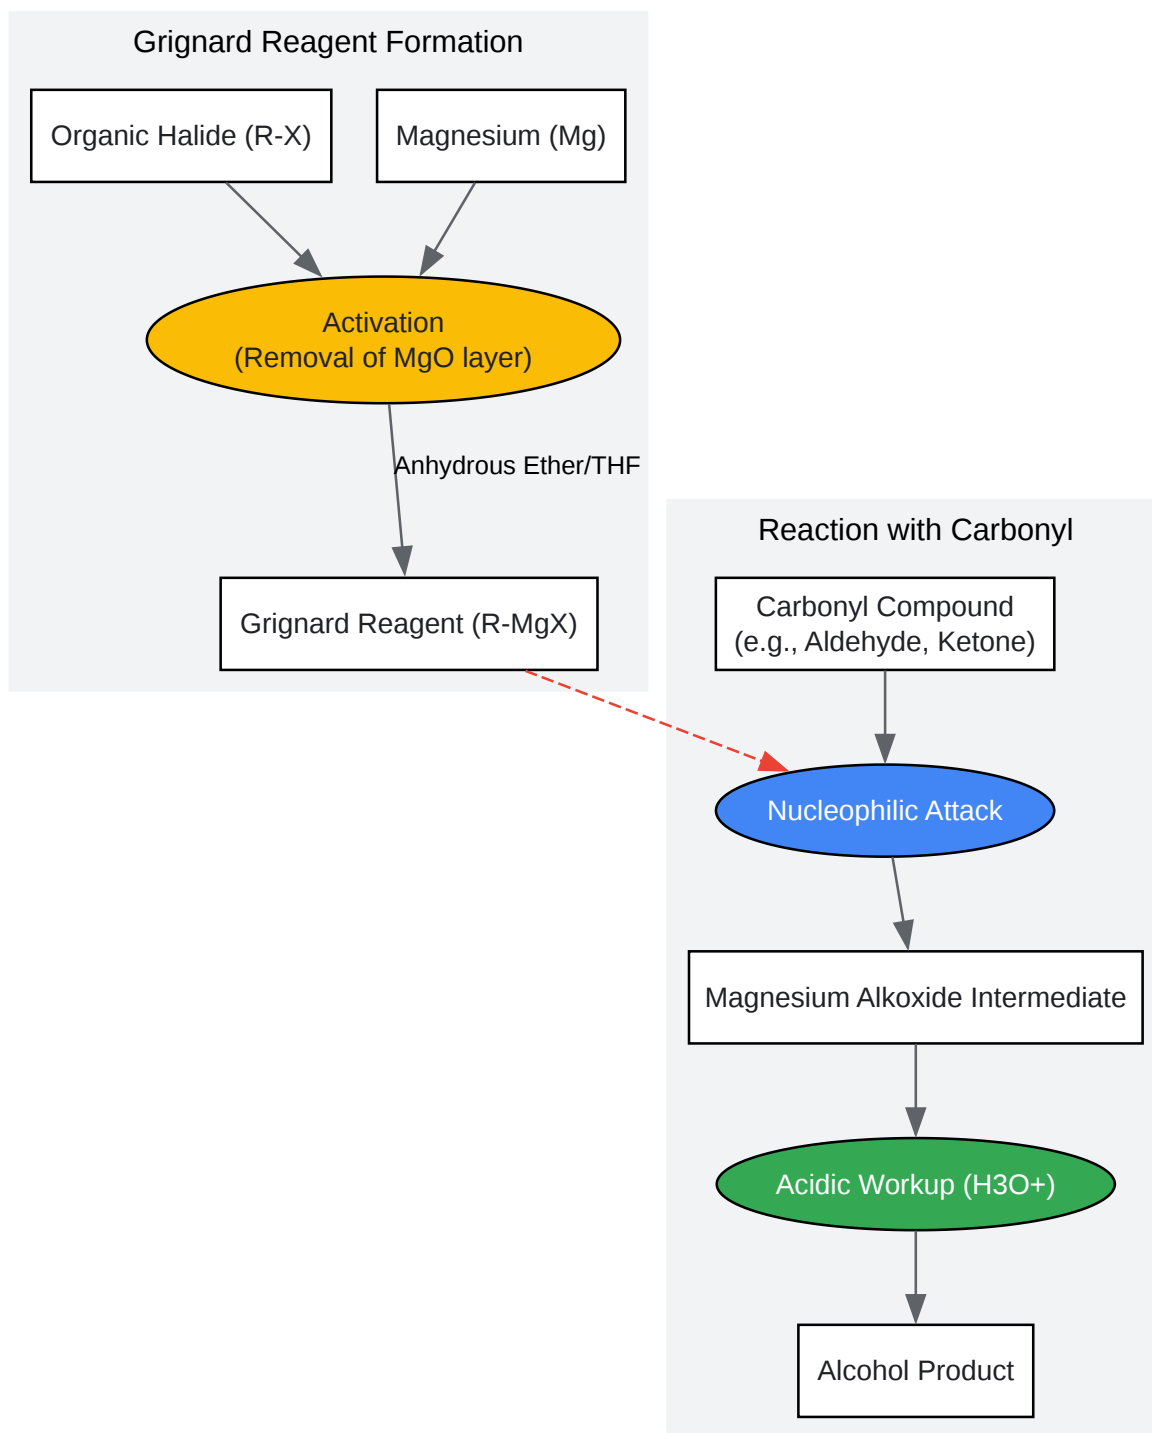 Grignard Reagent Formation
Organic Halide (R-X)
Magnesium (Mg)
Activation
(Removal of MgO layer)
Anhydrous Ether/THF
Grignard Reagent (R-MgX)
Reaction with Carbonyl
Carbonyl Compound
(e.g., Aldehyde, Ketone)
Nucleophilic Attack
Magnesium Alkoxide Intermediate
Acidic Workup (H3O+)
Alcohol Product